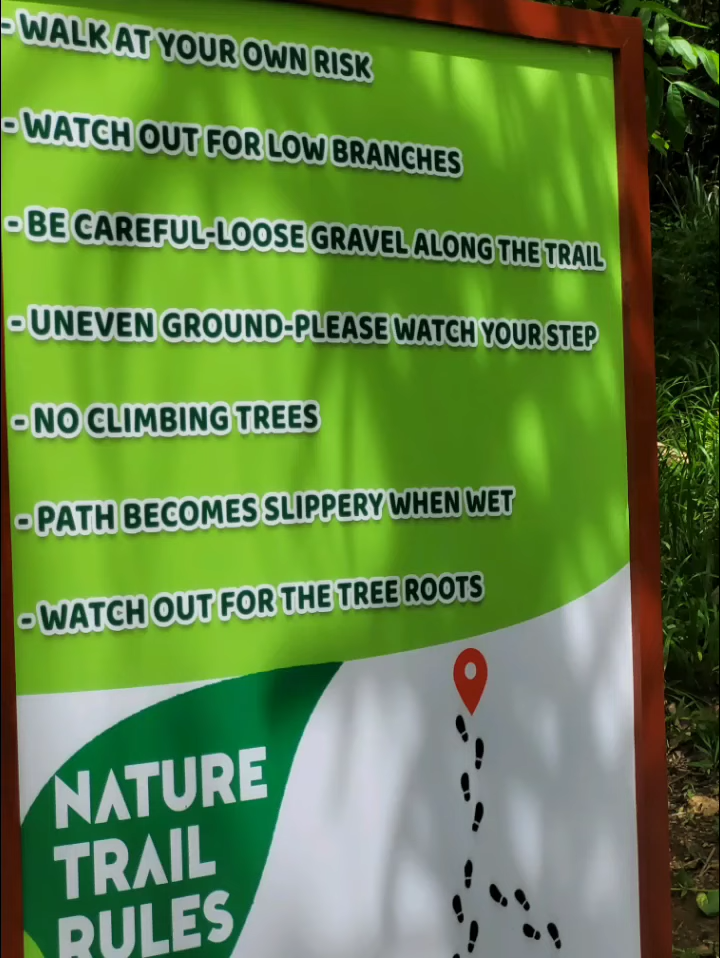 - WALK AT YOUR OWN RISK
- WATCH OUT FOR LOW BRANCHES
- BE CAREFUL-LOOSE GRAVEL ALONG THE TRAIL
- UNEVEN GROUND-PLEASE WATCH YOUR STEP
- NO CLIMBING TREES
- PATH BECOMES SLIPPERY WHEN WET
- WATCH OUT FOR THE TREE ROOTS
NATURE
TRAIL
RULES